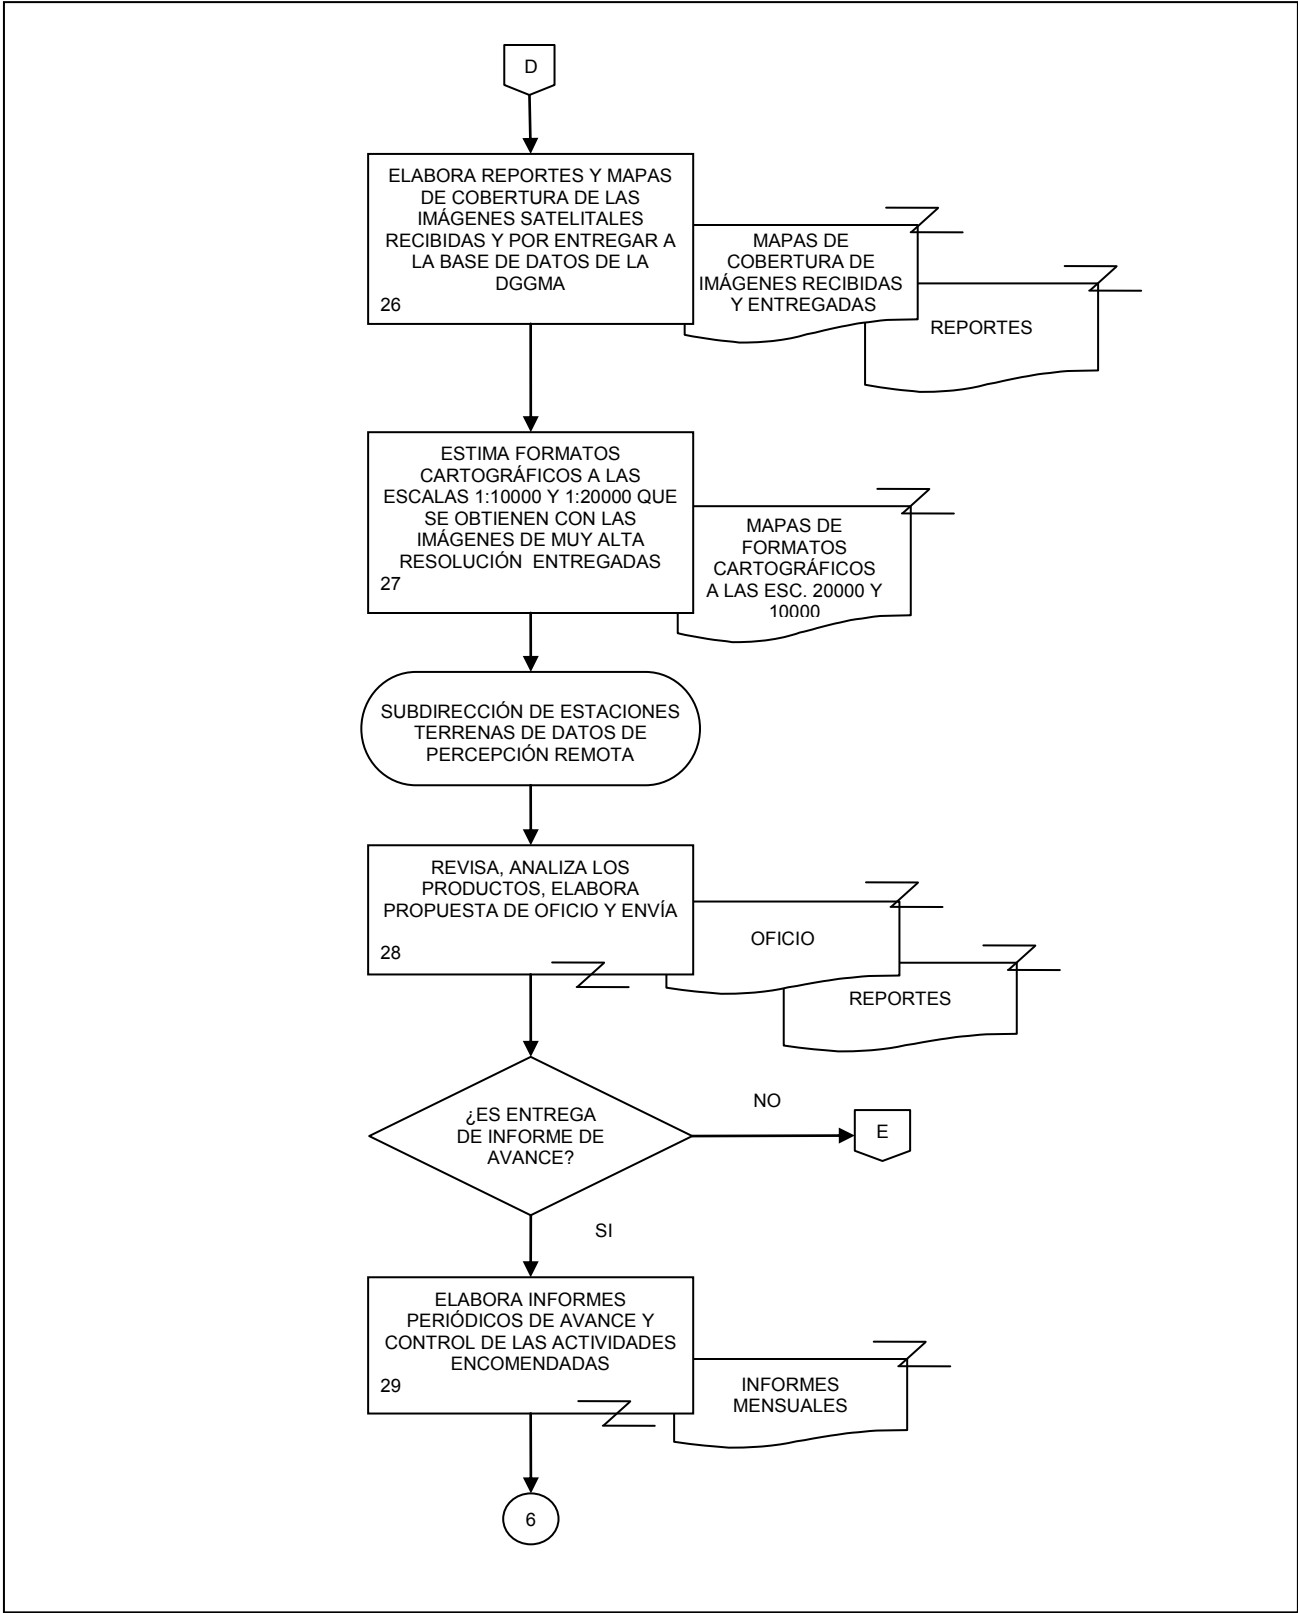 D
ELABORA REPORTES Y MAPAS
DE COBERTURA DE LAS
IMÁGENES SATELITALES
RECIBIDAS Y POR ENTREGAR A
LA BASE DE DATOS DE LA
DGGMA
26
MAPAS DE
COBERTURA DE
IMÁGENES RECIBIDAS
Y ENTREGADAS
REPORTES
ESTIMA FORMATOS
CARTOGRÁFICOS A LAS
ESCALAS 1:10000 Y 1:20000 QUE
SE OBTIENEN CON LAS
IMÁGENES DE MUY ALTA
RESOLUCIÓN  ENTREGADAS
27
MAPAS DE
FORMATOS
CARTOGRÁFICOS
A LAS ESC. 20000 Y
10000
SUBDIRECCIÓN DE ESTACIONES
TERRENAS DE DATOS DE
PERCEPCIÓN REMOTA
REVISA, ANALIZA LOS
PRODUCTOS, ELABORA
PROPUESTA DE OFICIO Y ENVÍA
28
OFICIO
REPORTES
¿ES ENTREGA
DE INFORME DE
AVANCE?
NO
E
SI
ELABORA INFORMES
PERIÓDICOS DE AVANCE Y
CONTROL DE LAS ACTIVIDADES
ENCOMENDADAS
29
INFORMES
MENSUALES
6